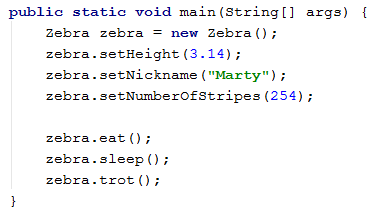 public static void main(String[] args) {
    Zebra zebra = new Zebra();
    zebra.setHeight(3.14);
    zebra.setNickname("Marty");
    zebra.setNumberOfStripes(254);

    zebra.eat();
    zebra.sleep();
    zebra.trot();
}